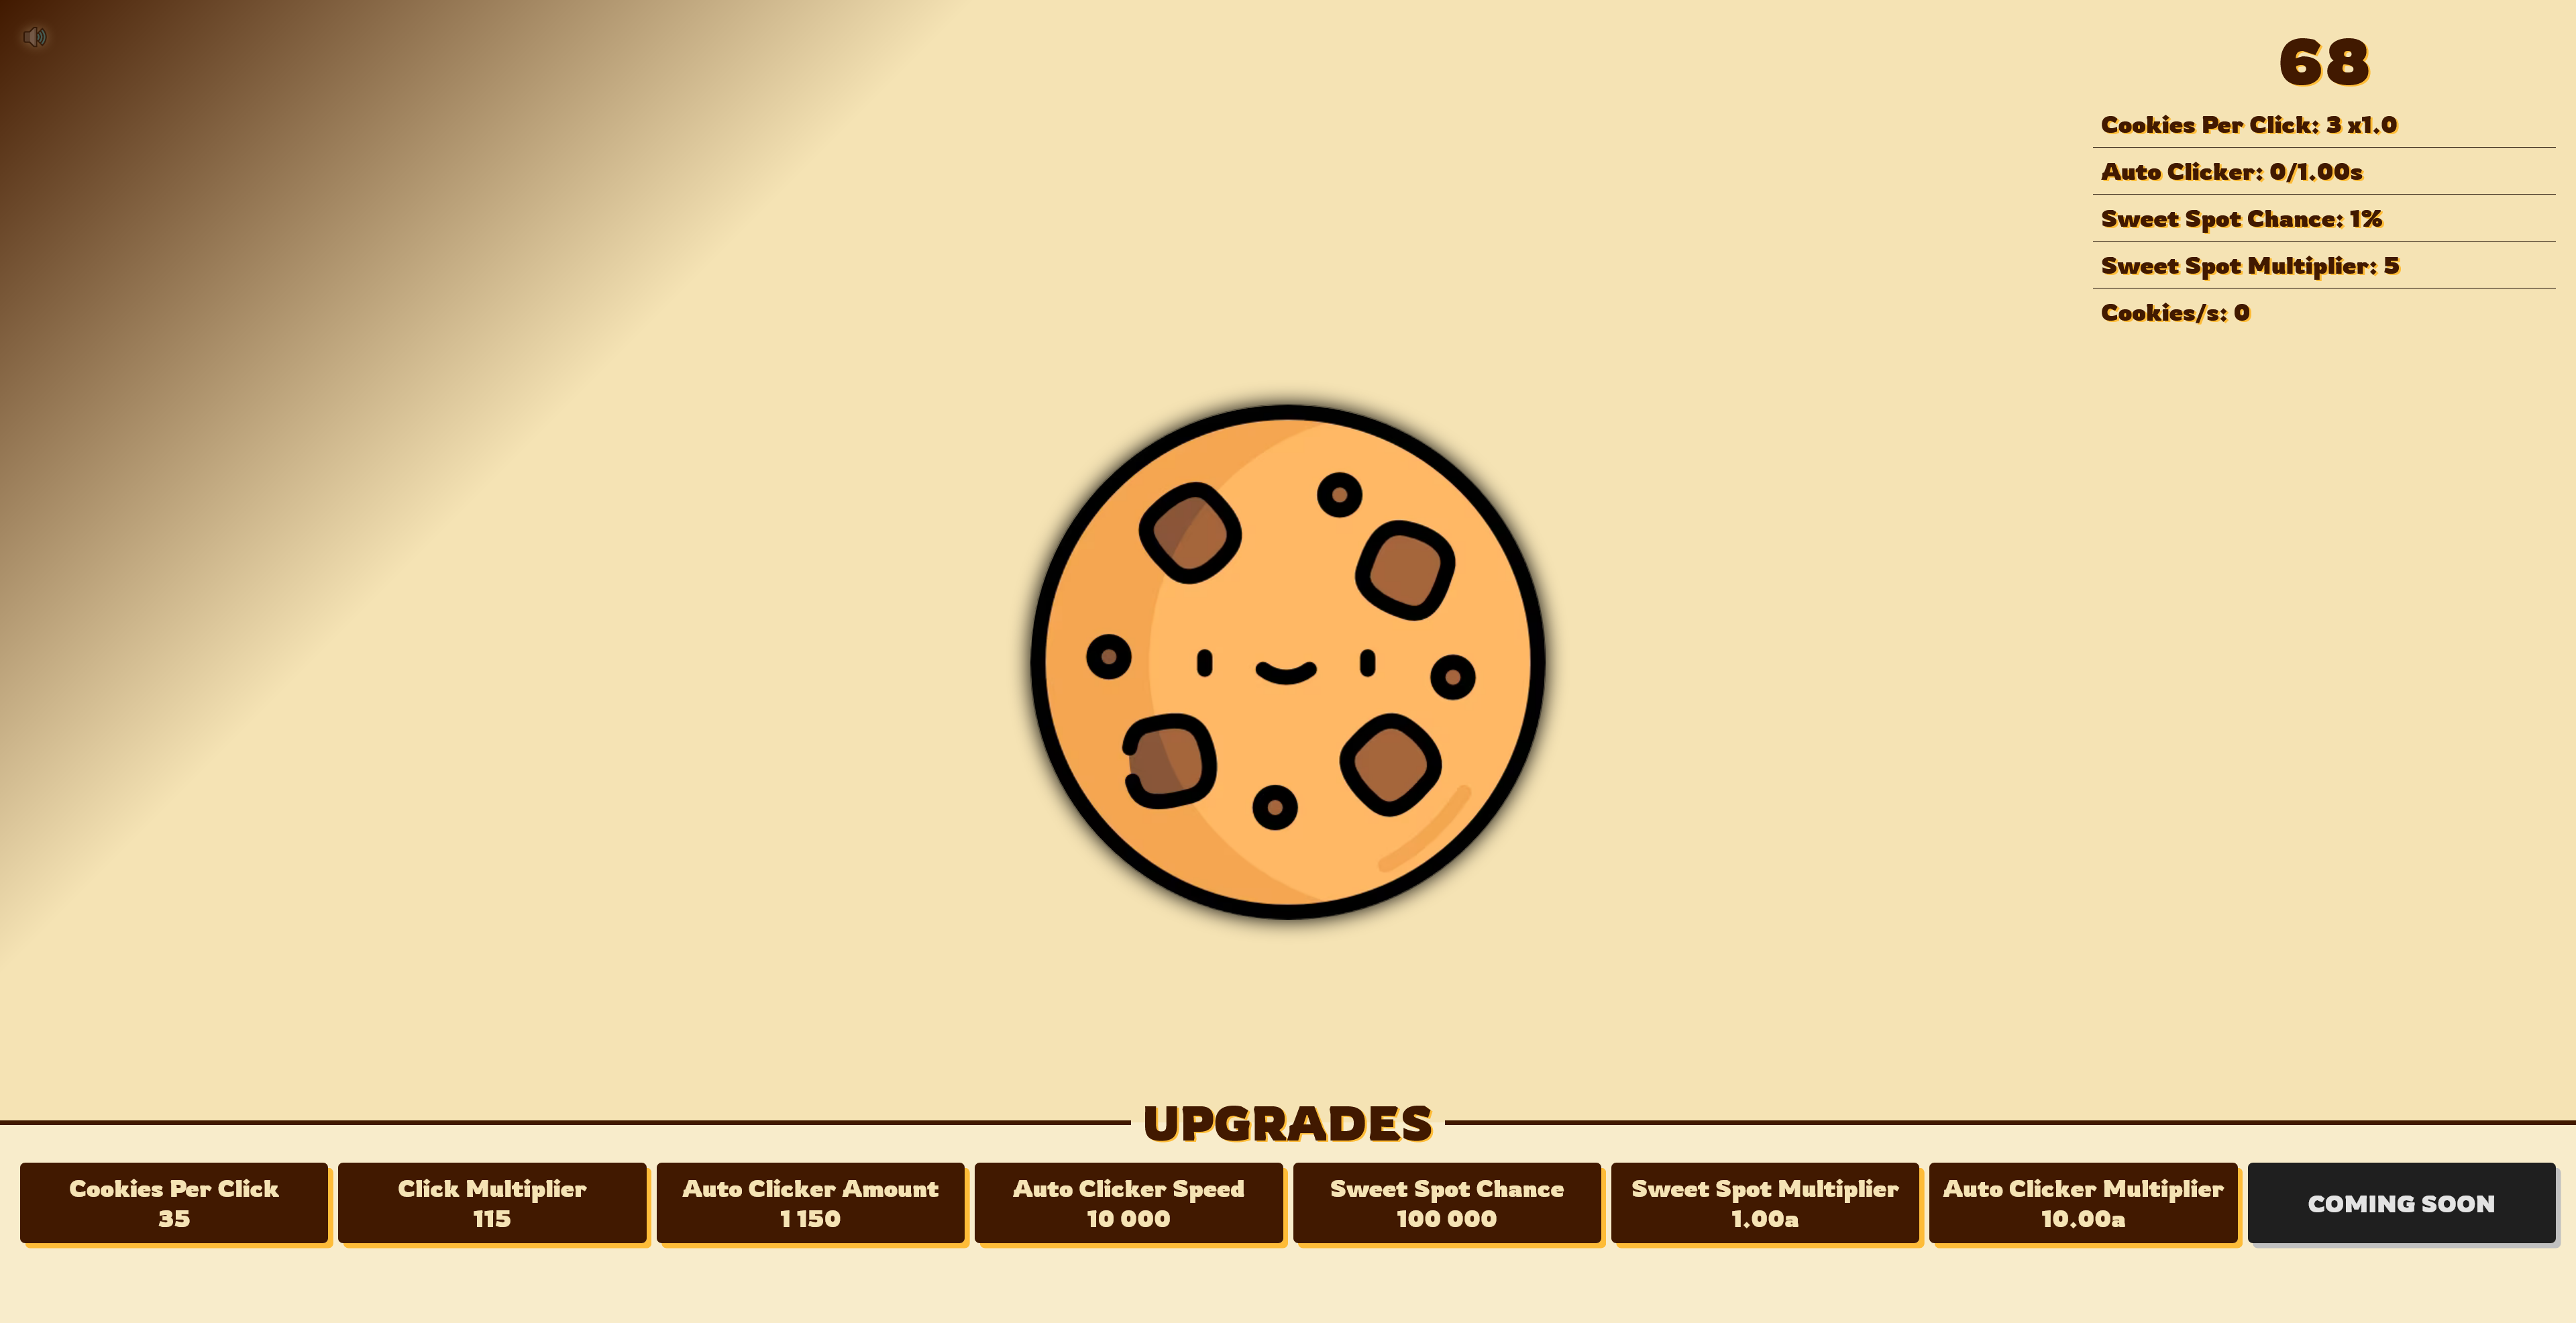 68
Cookies Per Click: 3 x1.0
Auto Clicker: 0/1.00s
Sweet Spot Chance: 1%
Sweet Spot Multiplier: 5
Cookies/s: 0
UPGRADES
Cookies Per Click
35
Click Multiplier
115
Auto Clicker Amount
1 150
Auto Clicker Speed
10 000
Sweet Spot Chance
100 000
Sweet Spot Multiplier
1.00a
Auto Clicker Multiplier
10.00a
COMING SOON